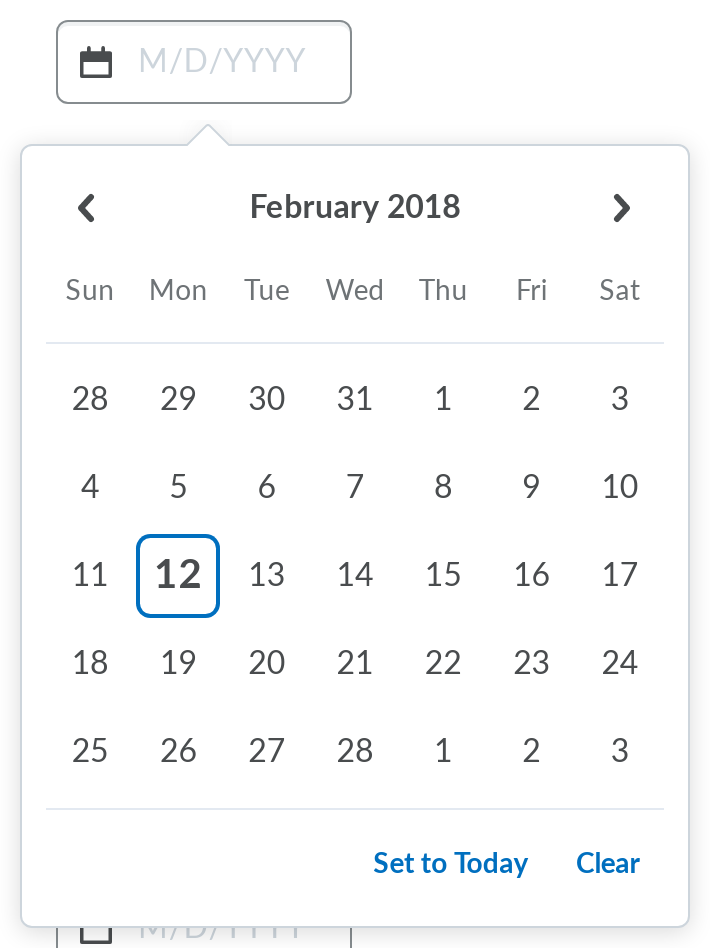 M/D/YYYY
February 2018
Sun Mon Tue Wed Thu Fri Sat
28 29 30 31 1 2 3
4 5 6 7 8 9 10
11 12 13 14 15 16 17
18 19 20 21 22 23 24
25 26 27 28 1 2 3
Set to Today Clear
M/D/YYYY